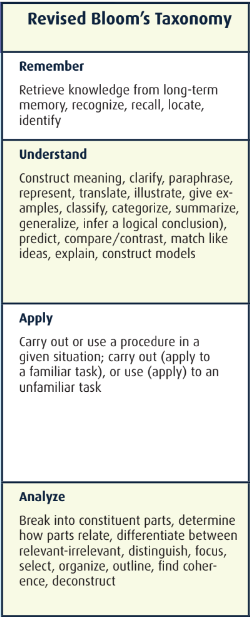 Revised Bloom's Taxonomy
Remember
Retrieve knowledge from long-term
memory, recognize, recall, locate,
identify
Understand
Construct meaning, clarify, paraphrase,
represent, translate, illustrate, give ex-
amples, classify, categorize, summarize,
generalize, infer a logical conclusion),
predict, compare/contrast, match like
ideas, explain, construct models
Apply
Carry out or use a procedure in a
given situation; carry out (apply to
a familiar task), or use (apply) to an
unfamiliar task
Analyze
Break into constituent parts, determine
how parts relate, differentiate between
relevant-irrelevant, distinguish, focus,
select, organize, outline, find coher-
ence, deconstruct